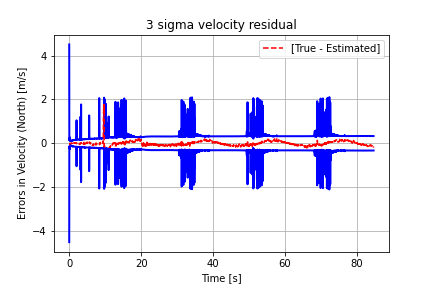 3 sigma velocity residual
[True - Estimated]
Errors in Velocity (North) [m/s]
4
2
0
−2
−4
0 20 40 60 80
Time [s]